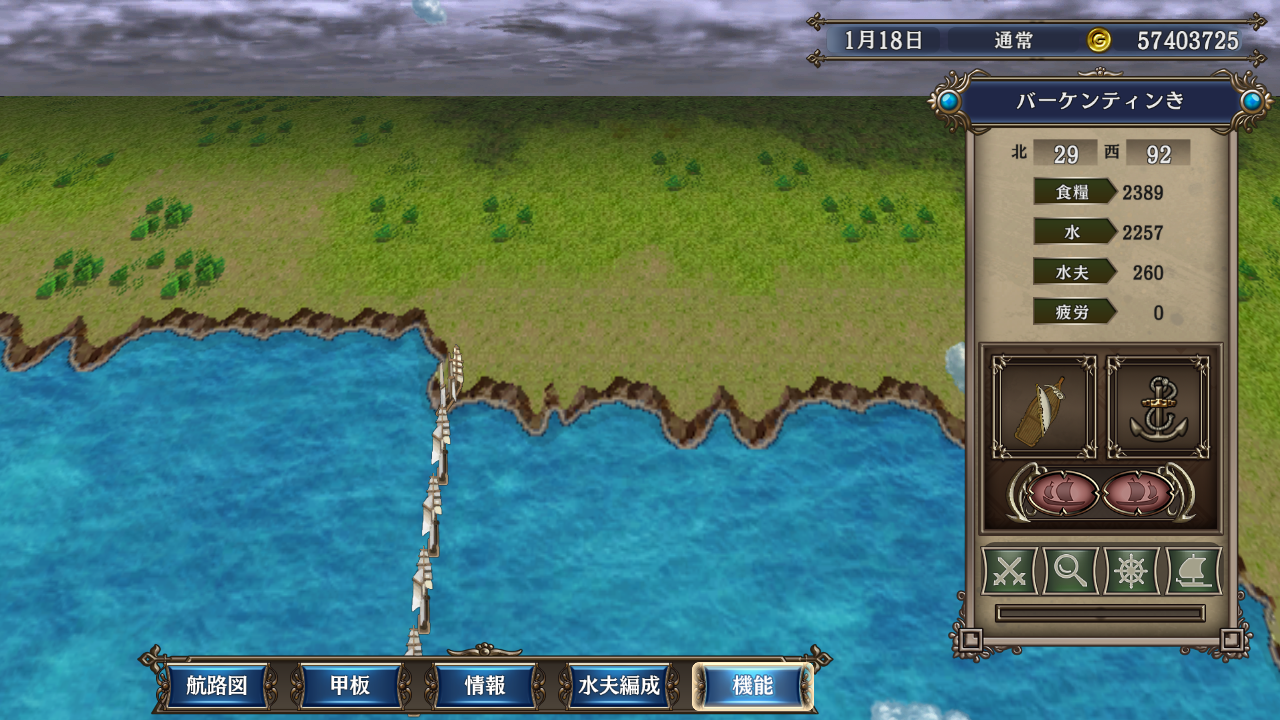 1月18日 通常 G 57403725
バーケンティンき
北 29 西 92
食糧 2389
水 2257
水夫 260
疲労 0
航路図 甲板 情報 水夫編成 機能